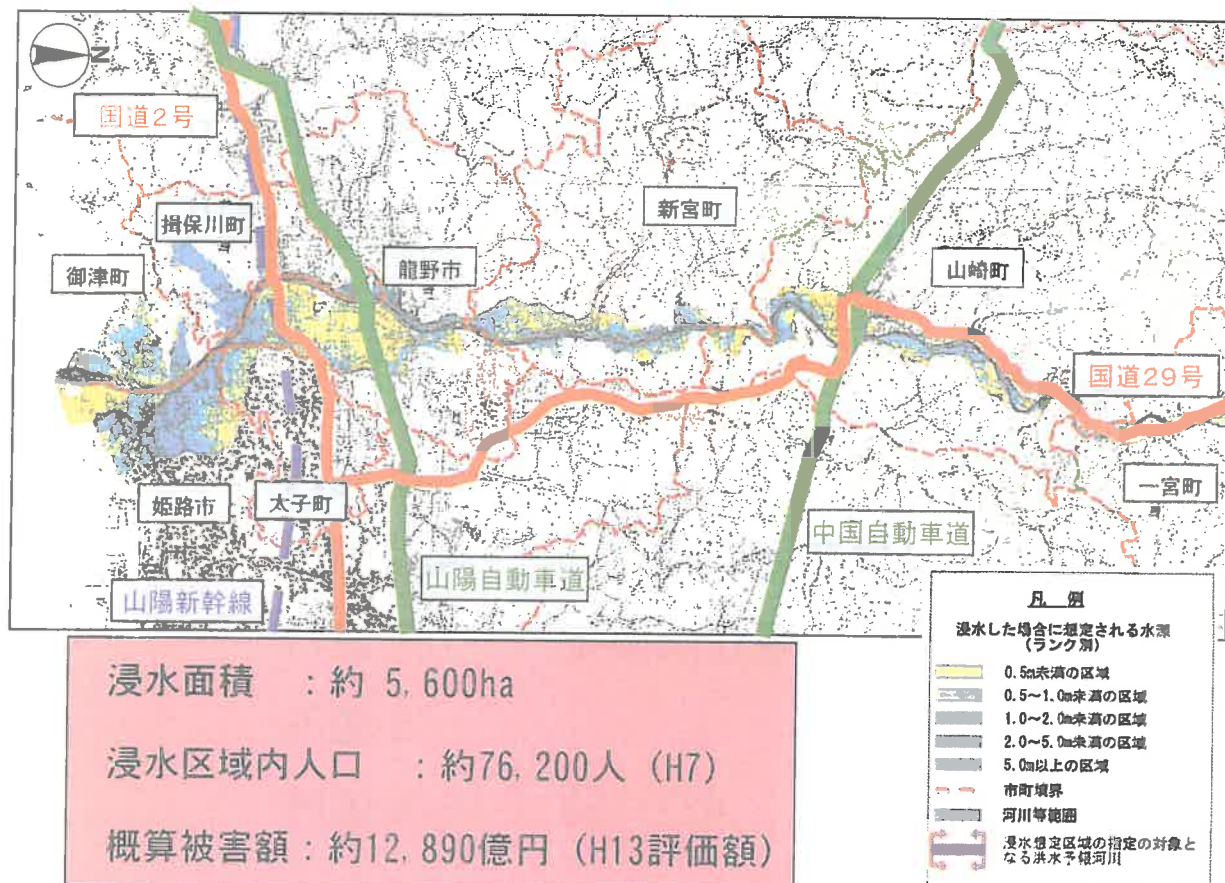 N
国道2号
揖保川町
御津町
龍野市
新宮町
山崎町
国道29号
一宮町
姫路市
太子町
中国自動車道
山陽自動車道
山陽新幹線
凡 例
浸水した場合に想定される水深
(ランク別)
0.5m未満の区域
0.5~1.0m未満の区域
1.0~2.0m未満の区域
2.0~5.0m未満の区域
5.0m以上の区域
市町境界
河川等範囲
浸水想定区域の指定の対象と
なる洪水予報河川
浸水面積 :約 5,600ha
浸水区域内人口 :約76,200人 (H7)
概算被害額:約12,890億円 (H13評価額)